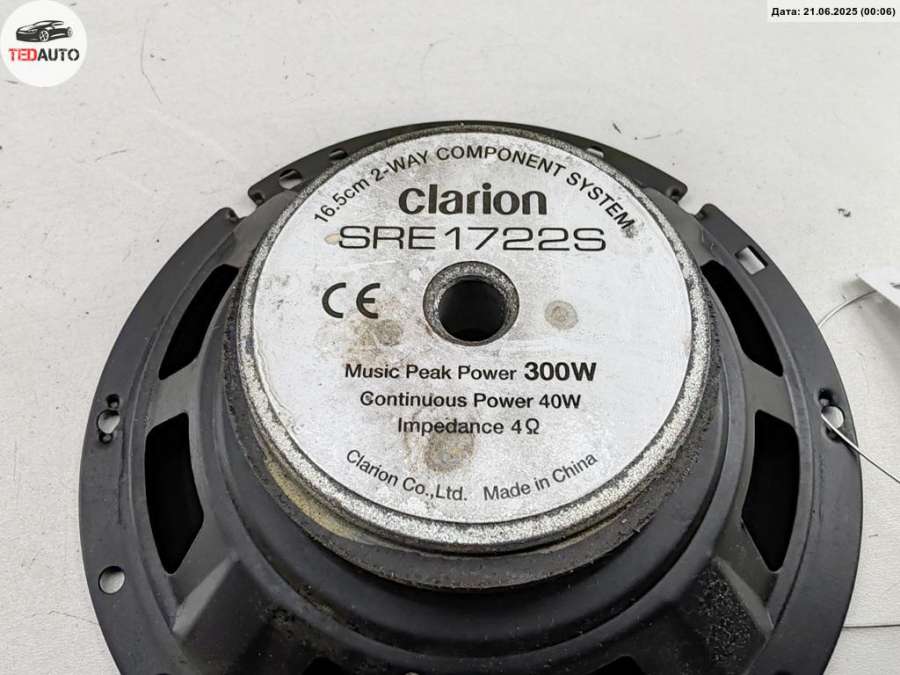 Дата: 21.06.2025 (00:06)
TEDAUTO
16.5cm 2-WAY COMPONENT SYSTEM
Clarion
SRE1722S
CE
Music Peak Power 300W
Continuous Power 40W
Impedance 4Ω
Clarion Co.,Ltd. Made in China